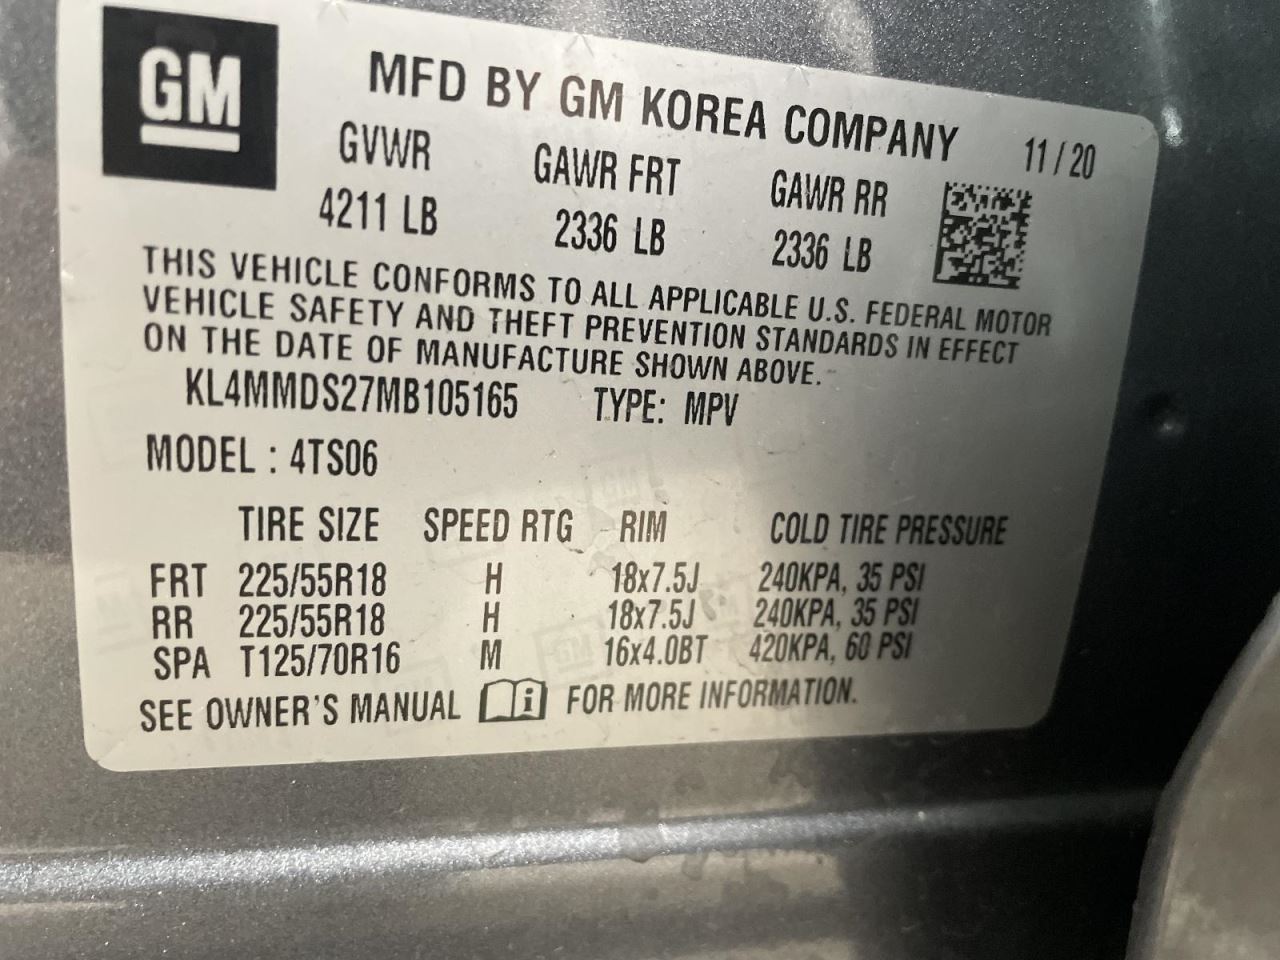 GM
MFD BY GM KOREA COMPANY 11 / 20
GVWR GAWR FRT GAWR RR
4211 LB 2336 LB 2336 LB
THIS VEHICLE CONFORMS TO ALL APPLICABLE U.S. FEDERAL MOTOR
VEHICLE SAFETY AND THEFT PREVENTION STANDARDS IN EFFECT
ON THE DATE OF MANUFACTURE SHOWN ABOVE.
KL4MMDS27MB105165 TYPE: MPV
MODEL : 4TS06
TIRE SIZE SPEED RTG RIM COLD TIRE PRESSURE
FRT 225/55R18 H 18x7.5J 240KPA, 35 PSI
RR 225/55R18 H 18x7.5J 240KPA, 35 PSI
SPA T125/70R16 M 16x4.0BT 420KPA, 60 PSI
SEE OWNER'S MANUAL i FOR MORE INFORMATION.